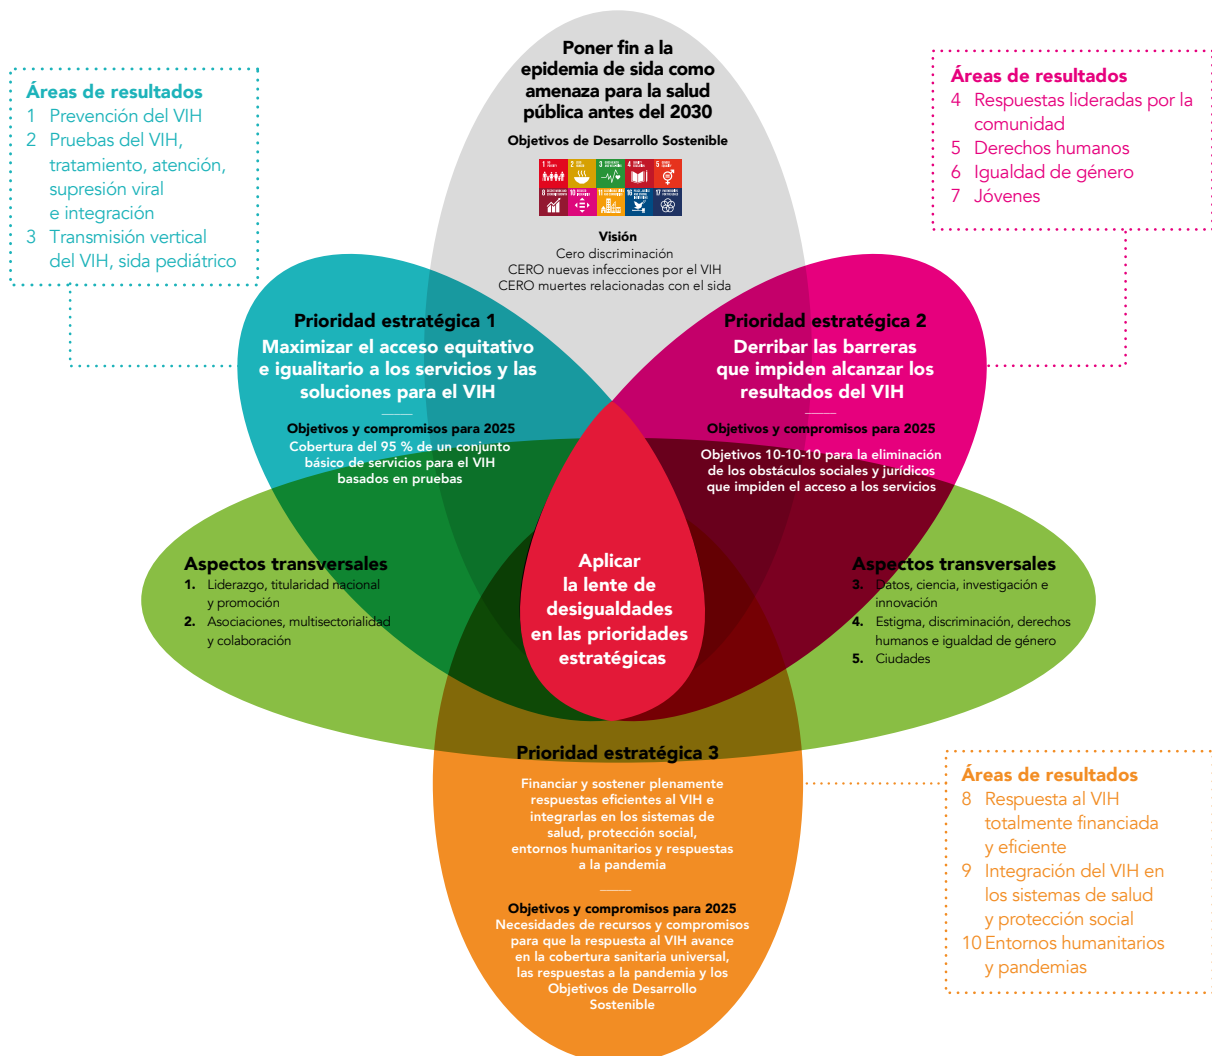 Poner fin a la
epidemia de sida como
amenaza para la salud
pública antes del 2030
Objetivos de Desarrollo Sostenible
1
2
3
4
5
8
10
11
16
17
Visión
Cero discriminación
CERO nuevas infecciones por el VIH
CERO muertes relacionadas con el sida
Áreas de resultados
1 Prevención del VIH
2 Pruebas del VIH,
tratamiento, atención,
supresión viral
e integración
3 Transmisión vertical
del VIH, sida pediátrico
Áreas de resultados
4 Respuestas lideradas por la
comunidad
5 Derechos humanos
6 Igualdad de género
7 Jóvenes
Prioridad estratégica 1
Maximizar el acceso equitativo
e igualitario a los servicios y las
soluciones para el VIH
Objetivos y compromisos para 2025
Cobertura del 95 % de un conjunto
básico de servicios para el VIH
basados en pruebas
Prioridad estratégica 2
Derribar las barreras
que impiden alcanzar los
resultados del VIH
Objetivos y compromisos para 2025
Objetivos 10-10-10 para la eliminación
de los obstáculos sociales y jurídicos
que impiden el acceso a los servicios
Aspectos transversales
1. Liderazgo, titularidad nacional
y promoción
2. Asociaciones, multisectorialidad
y colaboración
Aplicar
la lente de
desigualdades
en las prioridades
estratégicas
Aspectos transversales
3. Datos, ciencia, investigación e
innovación
4. Estigma, discriminación, derechos
humanos e igualdad de género
5. Ciudades
Prioridad estratégica 3
Financiar y sostener plenamente
respuestas eficientes al VIH e
integrarlas en los sistemas de
salud, protección social,
entornos humanitarios y respuestas
a la pandemia
Objetivos y compromisos para 2025
Necesidades de recursos y compromisos
para que la respuesta al VIH avance
en la cobertura sanitaria universal,
las respuestas a la pandemia y los
Objetivos de Desarrollo
Sostenible
Áreas de resultados
8 Respuesta al VIH
totalmente financiada
y eficiente
9 Integración del VIH en
los sistemas de salud
y protección social
10 Entornos humanitarios
y pandemias